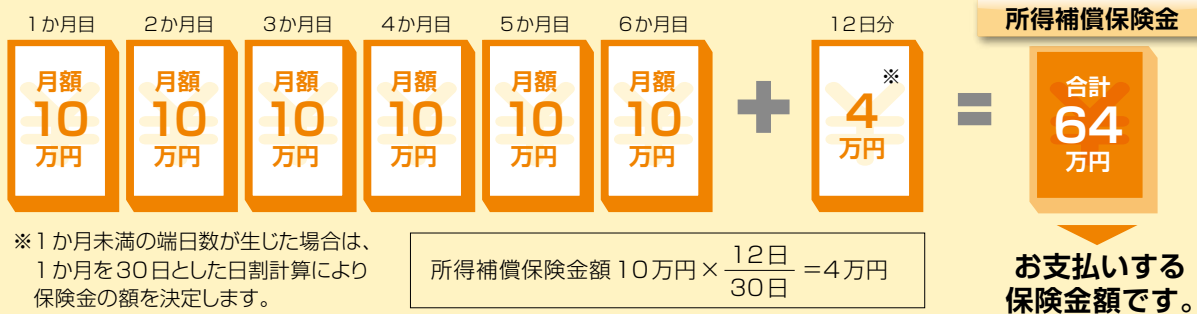 1か月目 2か月目 3か月目 4か月目 5か月目 6か月目 12日分 所得補償保険金
月額 月額 月額 月額 月額 月額 ※ 合計
10 10 10 10 10 10 + 4 = 64
万円 万円 万円 万円 万円 万円 万円 万円
※1か月未満の端日数が生じた場合は、
1か月を30日とした日割計算により
保険金の額を決定します。
所得補償保険金額10万円×12日/30日=4万円
お支払いする
保険金額です。